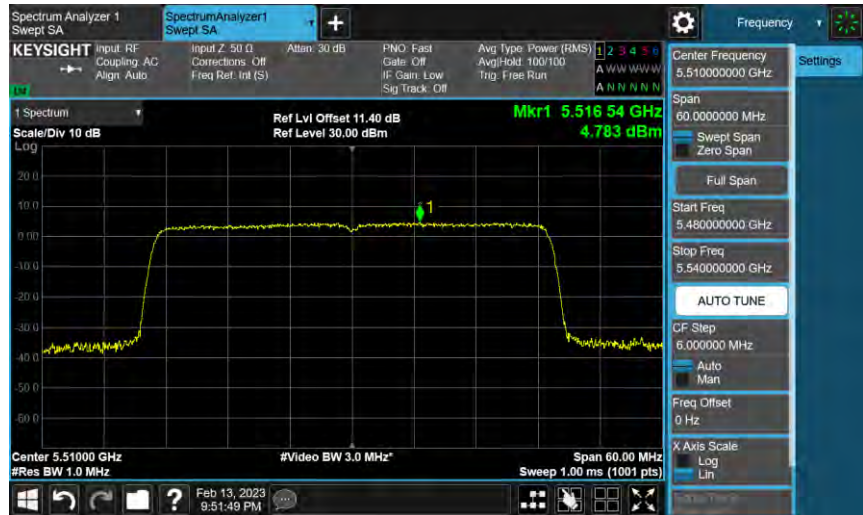 Spectrum Analyzer 1
Swept SA
SpectrumAnalyzer1
Swept SA
Frequency
KEYSIGHT
Input: RF
Coupling: AC
Align: Auto
Input Z: 50 Ω
Corrections: Off
Freq Ref: Int (S)
Atten: 30 dB
PNO: Fast
Gate: Off
IF Gain: Low
Sig Track: Off
Avg Type: Power (RMS)
Avg|Hold: 100/100
Trig: Free Run
1 2 3 4 5 6
A W W W W W
A N N N N N
1 Spectrum
Scale/Div 10 dB
Log
Ref Lvl Offset 11.40 dB
Ref Level 30.00 dBm
Mkr1 5.516 54 GHz
4.783 dBm
20.0
10.0
0.00
-10.0
-20.0
-30.0
-40.0
-50.0
-60.0
1
Center 5.51000 GHz
#Res BW 1.0 MHz
#Video BW 3.0 MHz*
Span 60.00 MHz
Sweep 1.00 ms (1001 pts)
Feb 13, 2023
9:51:49 PM
Center Frequency
5.510000000 GHz
Settings
Span
60.0000000 MHz
Swept Span
Zero Span
Full Span
Start Freq
5.480000000 GHz
Stop Freq
5.540000000 GHz
AUTO TUNE
CF Step
6.000000 MHz
Auto
Man
Freq Offset
0 Hz
X Axis Scale
Log
Lin